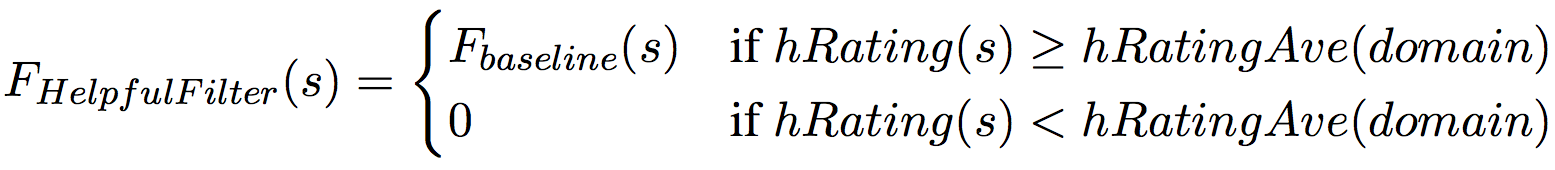 F_{HelpfulFilter}(s) = { F_{baseline}(s) if hRating(s) ≥ hRatingAve(domain)
0 if hRating(s) < hRatingAve(domain)